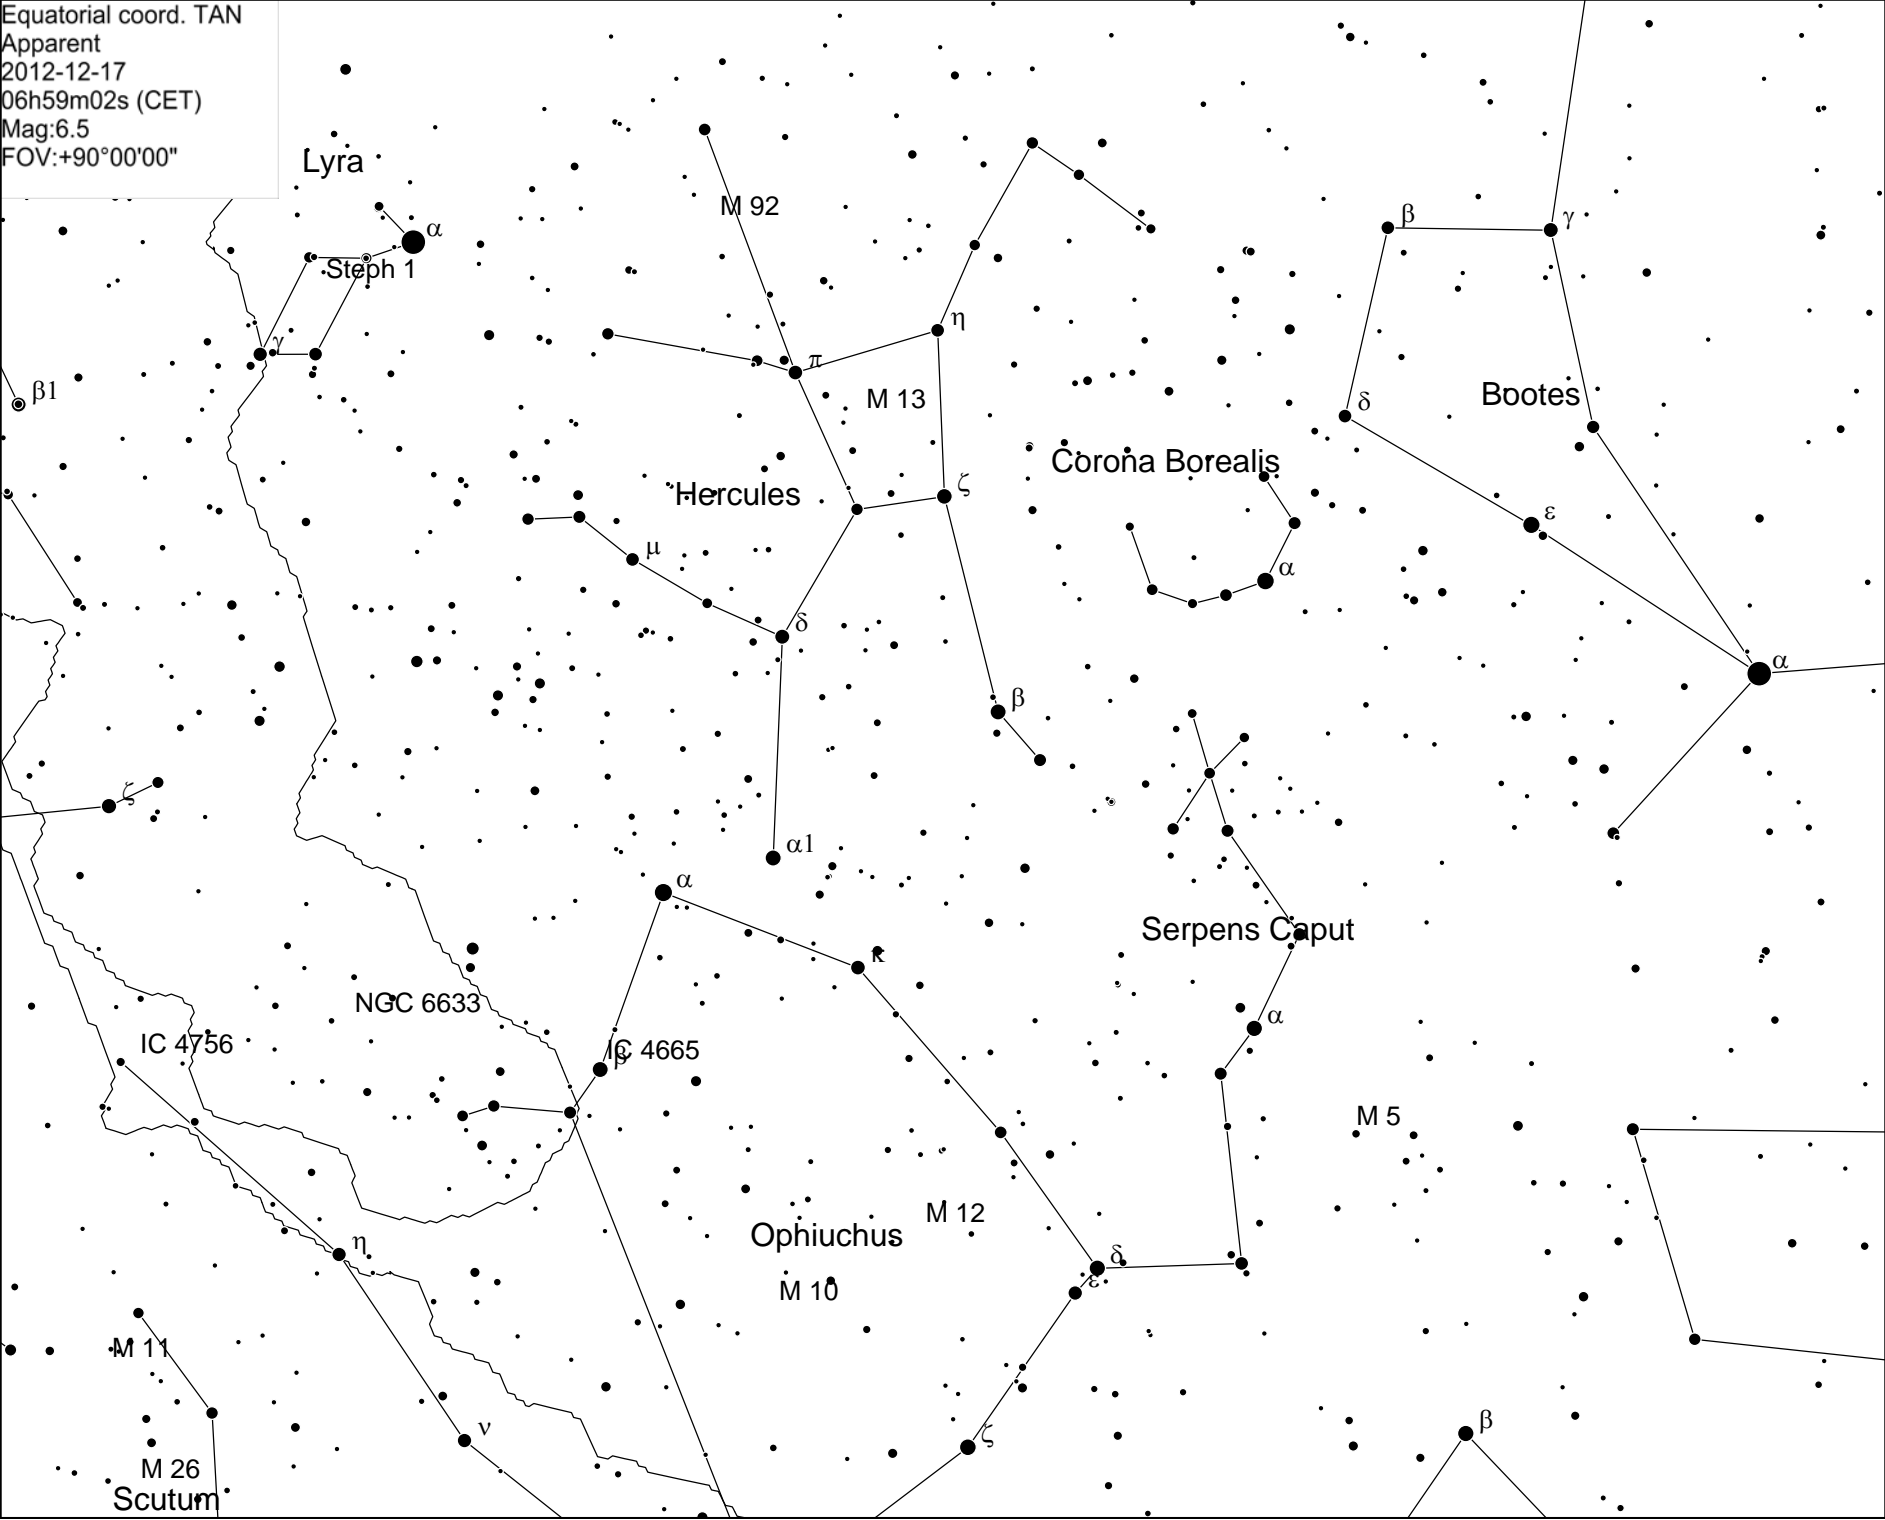 Equatorial coord. TAN
Apparent
2012-12-17
06h59m02s (CET)
Mag:6.5
FOV:+90°00'00"
Lyra
M 92
α
β
γ
Steph 1
η
γ
π
β1
M 13
δ
Bootes
Corona Borealis
Hercules
ζ
ε
μ
α
δ
α
β
ζ
α1
α
Serpens Caput
κ
NGC 6633
α
IC 4756
IC 4665
β
M 5
M 12
Ophiuchus
η
δ
ε
M 10
M 11
β
ν
ζ
M 26
Scutum